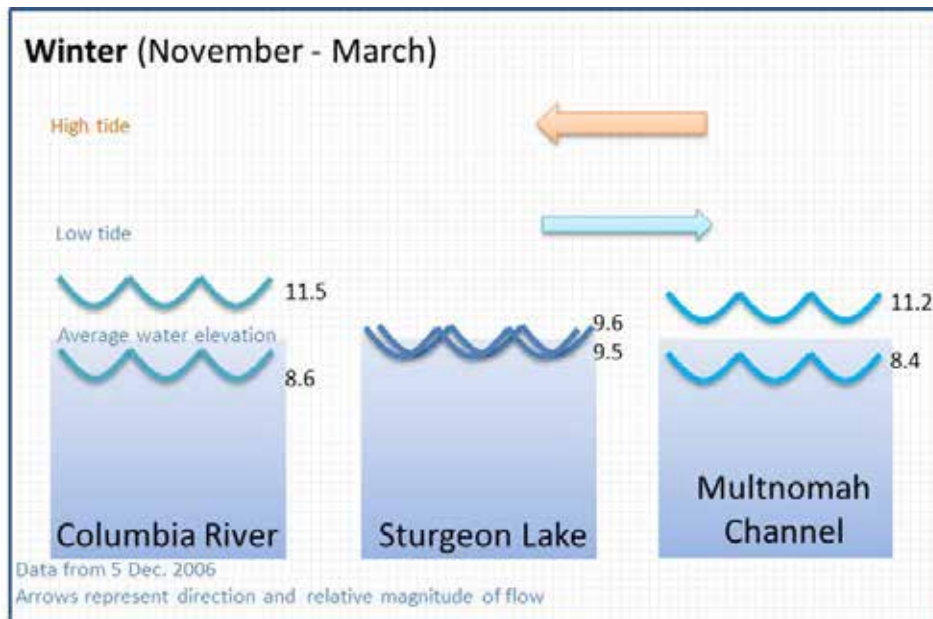 Winter (November - March)
High tide
Low tide
11.5
11.2
9.6
Average water elevation
9.5
8.4
8.6
Multnomah
Channel
Columbia River
Sturgeon Lake
Data from 5 Dec. 2006
Arrows represent direction and relative magnitude of flow